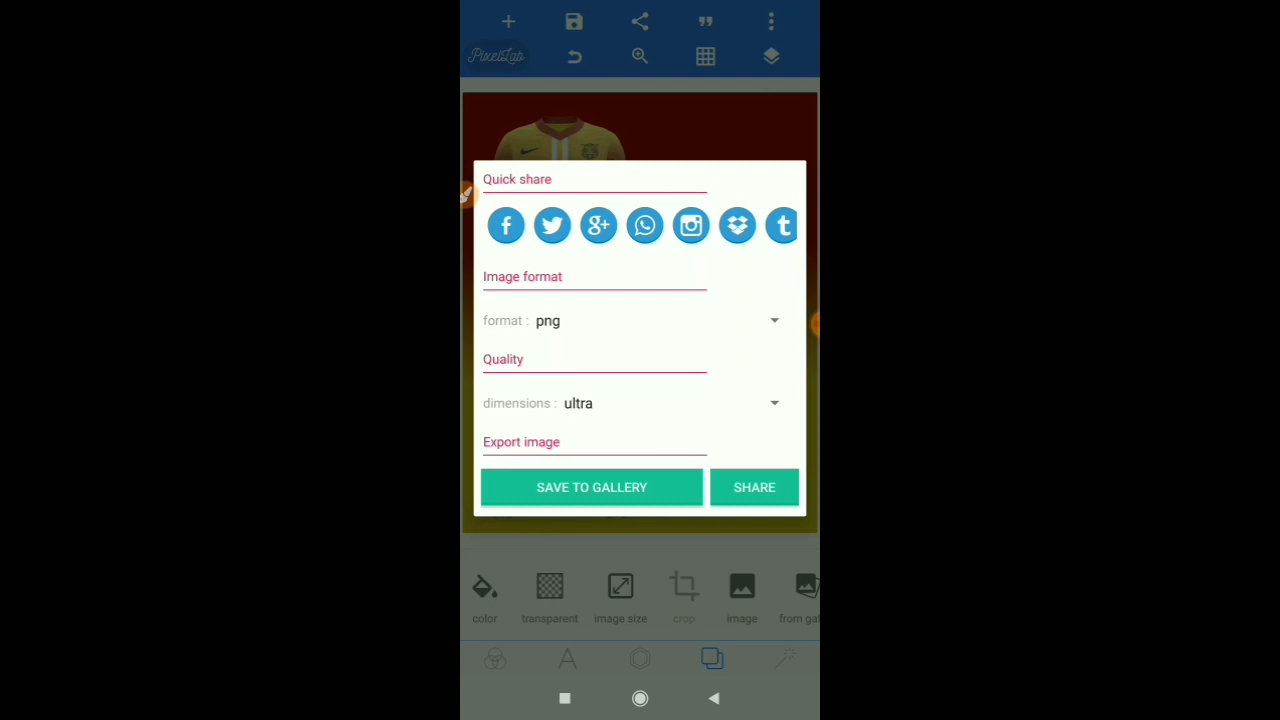 PixelLab
Quick share
Image format
format : png
Quality
dimensions : ultra
Export image
SAVE TO GALLERY SHARE
color transparent image size crop image from gal